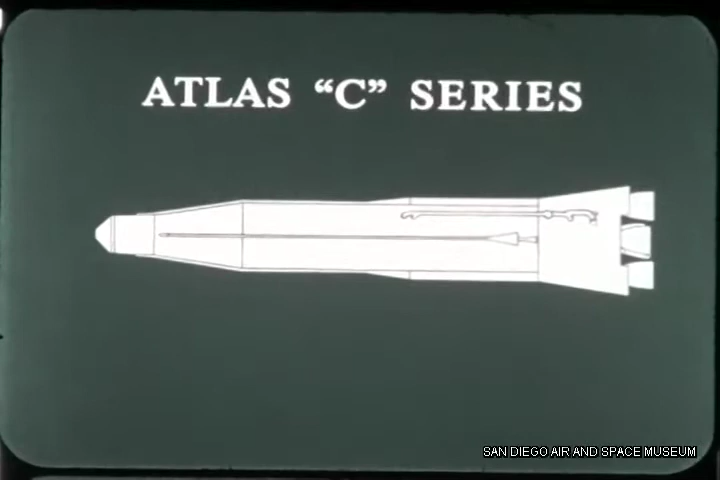 ATLAS “C” SERIES
SAN DIEGO AIR AND SPACE MUSEUM